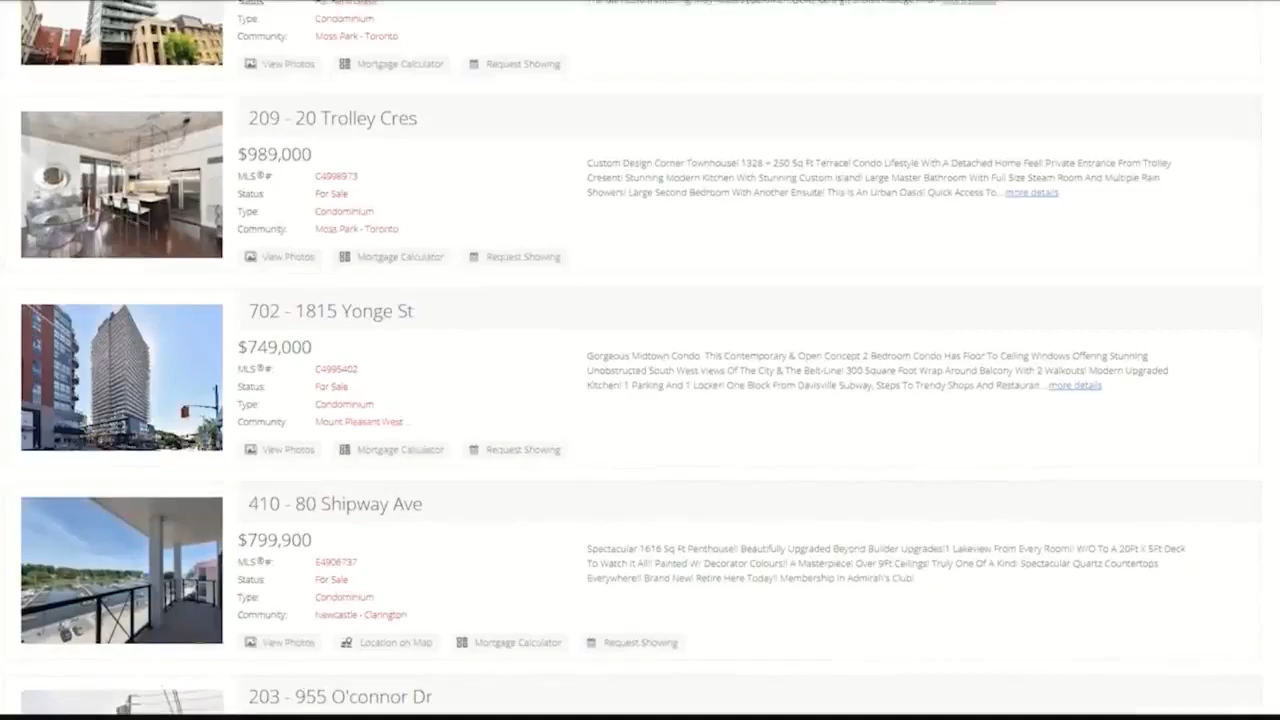 Type: Condominium
Community: Moss Park - Toronto
View Photos Mortgage Calculator Request Showing
209 - 20 Trolley Cres
$989,000
MLS®#: C4998973
Status: For Sale
Type: Condominium
Community: Moss Park - Toronto
Custom Design Corner Townhouse! 1328 + 250 Sq Ft Terrace! Condo Lifestyle With A Detached Home Feel! Private Entrance From Trolley
Cresent! Stunning Modern Kitchen With Stunning Custom Island! Large Master Bathroom With Full Size Steam Room And Multiple Rain
Showers! Large Second Bedroom With Another Ensuite! This Is An Urban Oasis! Quick Access To... more details
View Photos Mortgage Calculator Request Showing
702 - 1815 Yonge St
$749,000
MLS®#: C4995402
Status: For Sale
Type: Condominium
Community: Mount Pleasant West ...
Gorgeous Midtown Condo. This Contemporary & Open Concept 2 Bedroom Condo Has Floor To Ceiling Windows Offering Stunning
Unobstructed South West Views Of The City & The Belt-Line! 300 Square Foot Wrap Around Balcony With 2 Walkouts! Modern Upgraded
Kitchen! 1 Parking And 1 Locker! One Block From Davisville Subway, Steps To Trendy Shops And Restauran... more details
View Photos Mortgage Calculator Request Showing
410 - 80 Shipway Ave
$799,900
MLS®#: E4906737
Status: For Sale
Type: Condominium
Community: Newcastle - Clarington
Spectacular 1616 Sq Ft Penthouse!! Beautifully Upgraded Beyond Builder Upgrades!1 Lakeview From Every Room!! W/O To A 20Ft X 5Ft Deck
To Watch It All!! Painted W/ Decorator Colours!! A Masterpiece! Over 9Ft Ceilings! Truly One Of A Kind! Spectacular Quartz Countertops
Everywhere!! Brand New! Retire Here Today!! Membership In Admiral\'s Club!
View Photos Location on Map Mortgage Calculator Request Showing
203 - 955 O'connor Dr